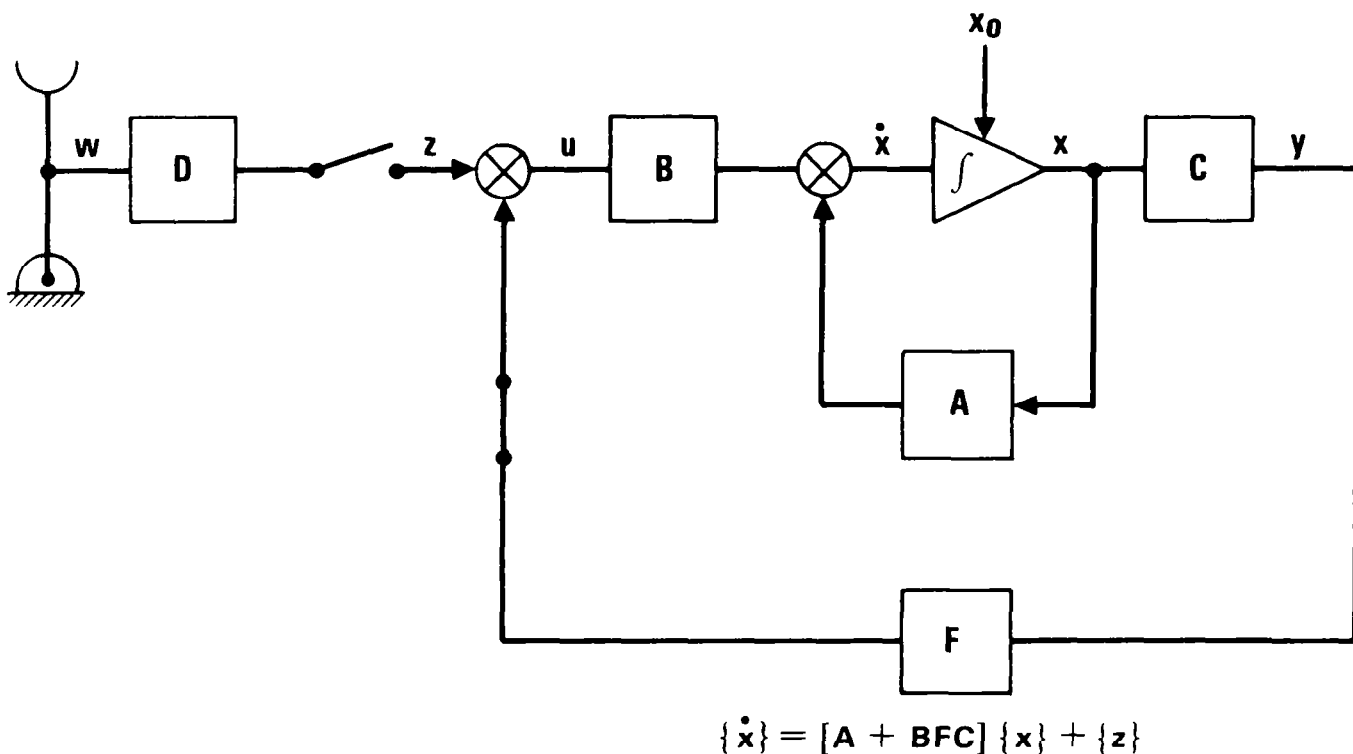 x₀
w
D
z
u
B
ẋ
∫
x
C
y
A
F
{ẋ} = [A + BFC] {x} + {z}